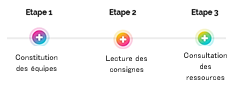 Etape 1 Etape 2 Etape 3
Constitution
des équipes
Lecture des
consignes
Consultation
des
ressources